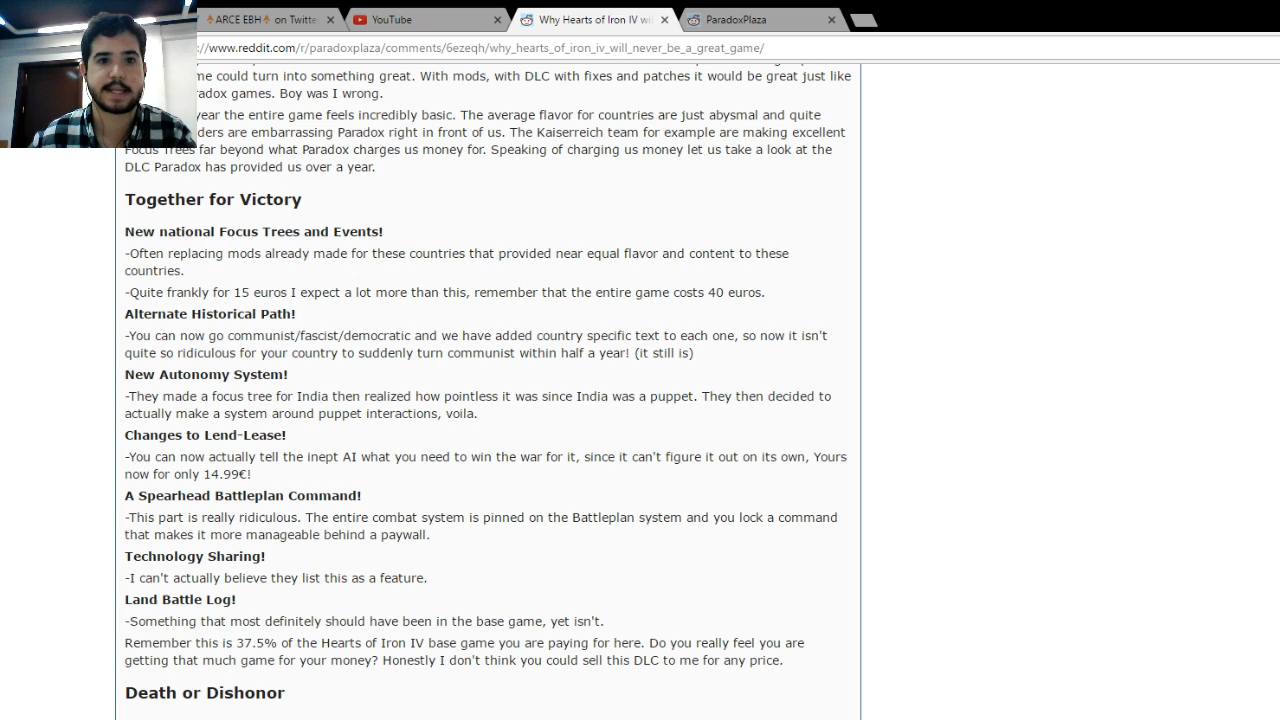 ARCE EBH on Twitte
YouTube
Why Hearts of Iron IV wi
ParadoxPlaza
://www.reddit.com/r/paradoxplaza/comments/6ezeqh/why_hearts_of_iron_iv_will_never_be_a_great_game/
me could turn into something great. With mods, with DLC with fixes and patches it would be great just like
radox games. Boy was I wrong.
year the entire game feels incredibly basic. The average flavor for countries are just abysmal and quite
ders are embarrassing Paradox right in front of us. The Kaiserreich team for example are making excellent
Focus Trees far beyond what Paradox charges us money for. Speaking of charging us money let us take a look at the
DLC Paradox has provided us over a year.
Together for Victory
New national Focus Trees and Events!
-Often replacing mods already made for these countries that provided near equal flavor and content to these
countries.
-Quite frankly for 15 euros I expect a lot more than this, remember that the entire game costs 40 euros.
Alternate Historical Path!
-You can now go communist/fascist/democratic and we have added country specific text to each one, so now it isn't
quite so ridiculous for your country to suddenly turn communist within half a year! (it still is)
New Autonomy System!
-They made a focus tree for India then realized how pointless it was since India was a puppet. They then decided to
actually make a system around puppet interactions, voila.
Changes to Lend-Lease!
-You can now actually tell the inept AI what you need to win the war for it, since it can't figure it out on its own, Yours
now for only 14.99€!
A Spearhead Battleplan Command!
-This part is really ridiculous. The entire combat system is pinned on the Battleplan system and you lock a command
that makes it more manageable behind a paywall.
Technology Sharing!
-I can't actually believe they list this as a feature.
Land Battle Log!
-Something that most definitely should have been in the base game, yet isn't.
Remember this is 37.5% of the Hearts of Iron IV base game you are paying for here. Do you really feel you are
getting that much game for your money? Honestly I don't think you could sell this DLC to me for any price.
Death or Dishonor